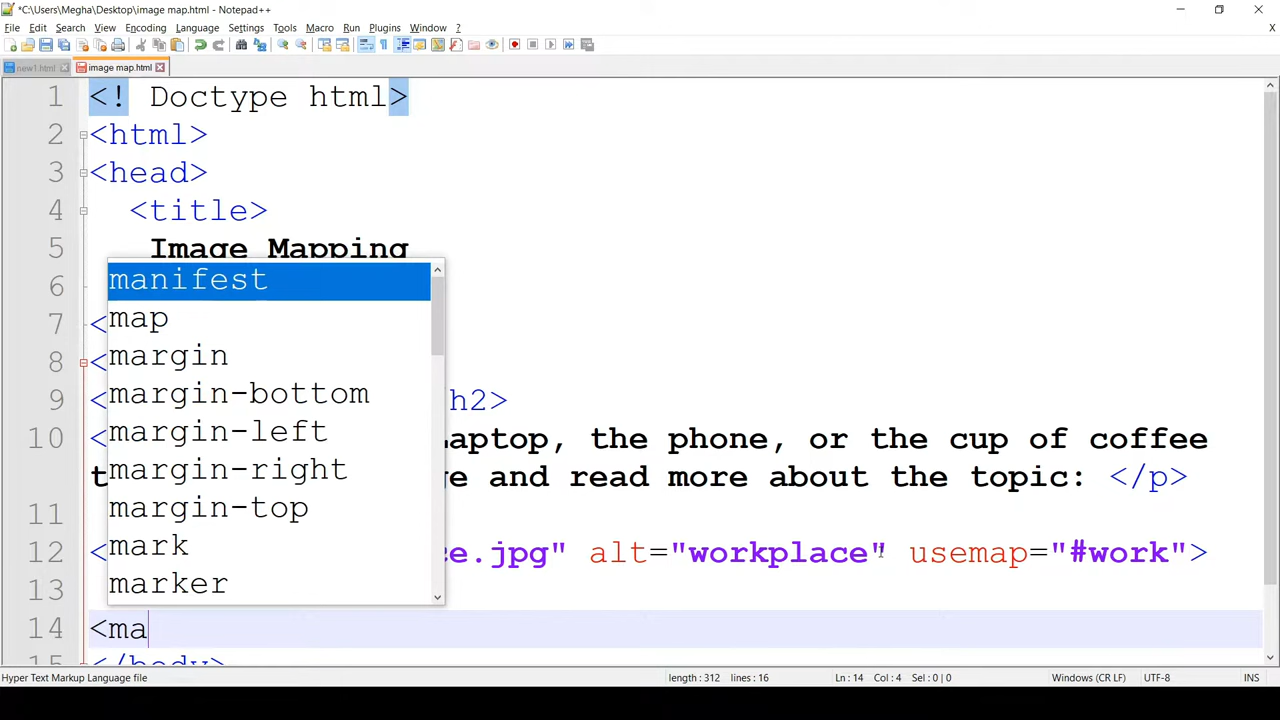 *C:\Users\Megha\Desktop\image map.html - Notepad++
File Edit Search View Encoding Language Settings Tools Macro Run Plugins Window ? X
new1.html image map.html
1 <! Doctype html>
2 <html>
3 <head>
4 <title>
5 Image Mapping
6
7 <
8 <
9 < h2>
10 < laptop, the phone, or the cup of coffee
t ge and read more about the topic: </p>
11
12 < ce.jpg" alt="workplace" usemap="#work">
13
14 <ma
15 </body>
manifest
map
margin
margin-bottom
margin-left
margin-right
margin-top
mark
marker
Hyper Text Markup Language file length : 312 lines : 16 Ln : 14 Col : 4 Sel : 0 | 0 Windows (CR LF) UTF-8 INS